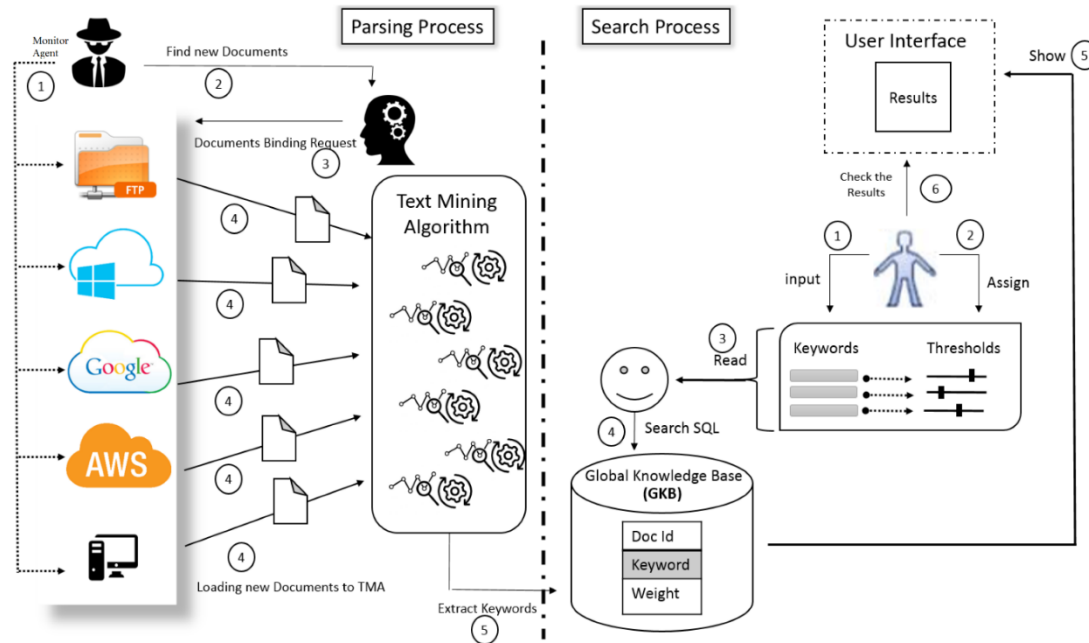 Parsing Process
Search Process
Monitor
Agent
1
Find new Documents
2
Documents Binding Request
3
FTP
Google
AWS
4
4
4
4
4
Loading new Documents to TMA
Text Mining
Algorithm
Extract Keywords
5
User Interface
Results
Show
5
Check the
Results
6
1
2
input
Assign
Keywords
Thresholds
3
Read
4
Search SQL
Global Knowledge Base
(GKB)
Doc Id
Keyword
Weight